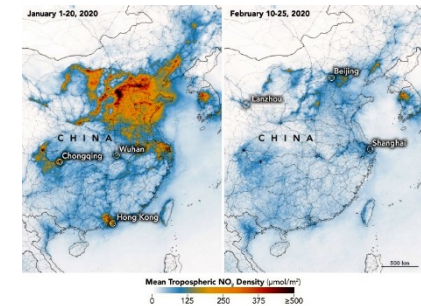 January 1-20, 2020
CHINA
Wuhan
Chongqing
Hong Kong
February 10-25, 2020
Beijing
Lanzhou
CHINA
Shanghai
500 km
Mean Tropospheric NO₂ Density (μmol/m²)
0 125 250 375 ≥500